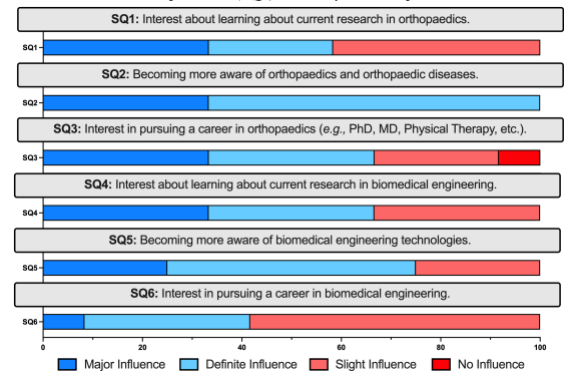 SQ1: Interest about learning about current research in orthopaedics.
SQ1
SQ2: Becoming more aware of orthopaedics and orthopaedic diseases.
SQ2
SQ3: Interest in pursuing a career in orthopaedics (e.g., PhD, MD, Physical Therapy, etc.).
SQ3
SQ4: Interest about learning about current research in biomedical engineering.
SQ4
SQ5: Becoming more aware of biomedical engineering technologies.
SQ5
SQ6: Interest in pursuing a career in biomedical engineering.
SQ6
0 20 40 60 80 100
Major Influence Definite Influence Slight Influence No Influence